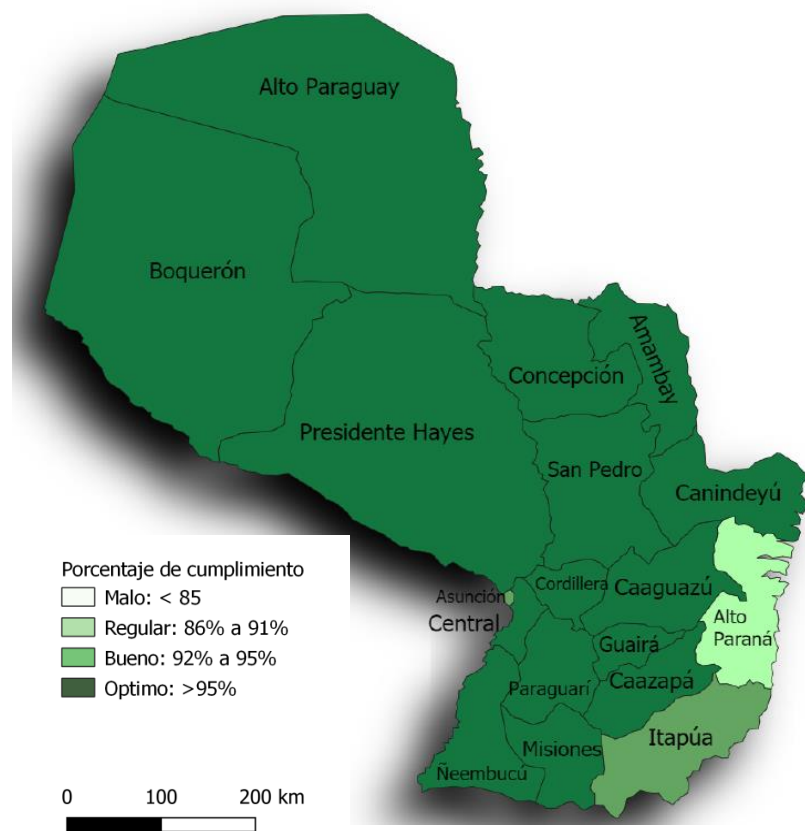 Alto Paraguay
Boquerón
Amambay
Concepción
Presidente Hayes
San Pedro
Canindeyú
Porcentaje de cumplimiento
Malo: < 85
Regular: 86% a 91%
Bueno: 92% a 95%
Optimo: >95%
Asunción
Central
Cordillera
Caaguazú
Alto
Paraná
Guairá
Paraguarí
Caazapá
Itapúa
Misiones
Ñeembucú
0 100 200 km